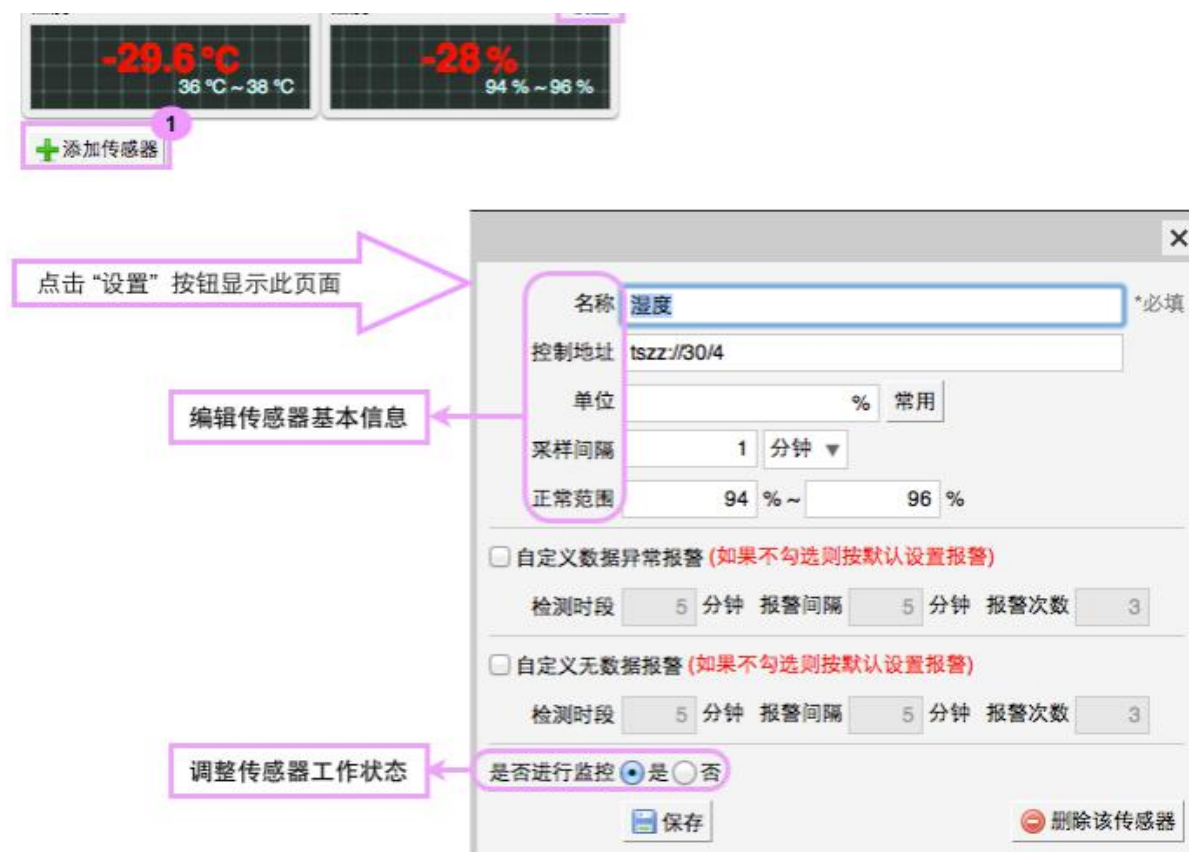 -29.6 °C
36 °C ~ 38 °C
-28 %
94 % ~ 96 %
1
添加传感器
点击 “设置” 按钮显示此页面
名称 湿度 *必填
控制地址 tszz://30/4
单位 % 常用
编辑传感器基本信息
采样间隔 1 分钟
正常范围 94 % ~ 96 %
自定义数据异常报警 (如果不勾选则按默认设置报警)
检测时段 5 分钟 报警间隔 5 分钟 报警次数 3
自定义无数据报警 (如果不勾选则按默认设置报警)
检测时段 5 分钟 报警间隔 5 分钟 报警次数 3
调整传感器工作状态
是否进行监控 是 否
保存 删除该传感器